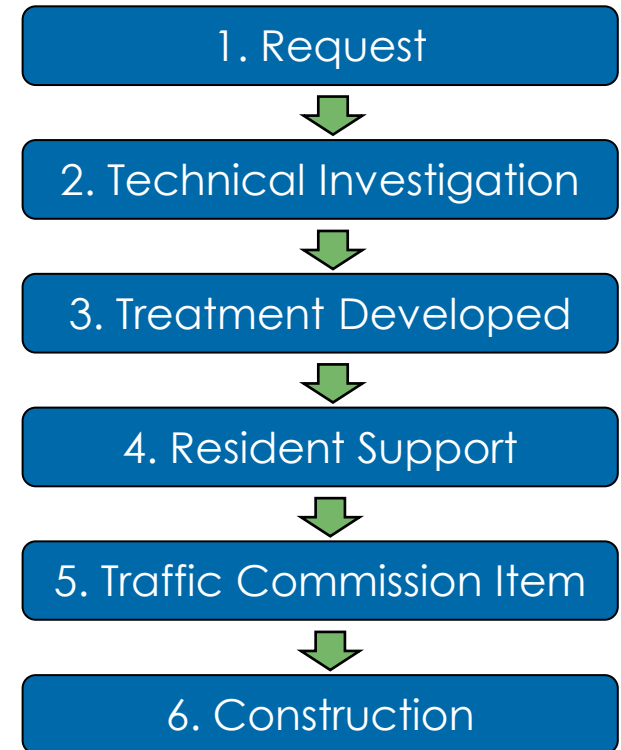 1. Request
2. Technical Investigation
3. Treatment Developed
4. Resident Support
5. Traffic Commission Item
6. Construction